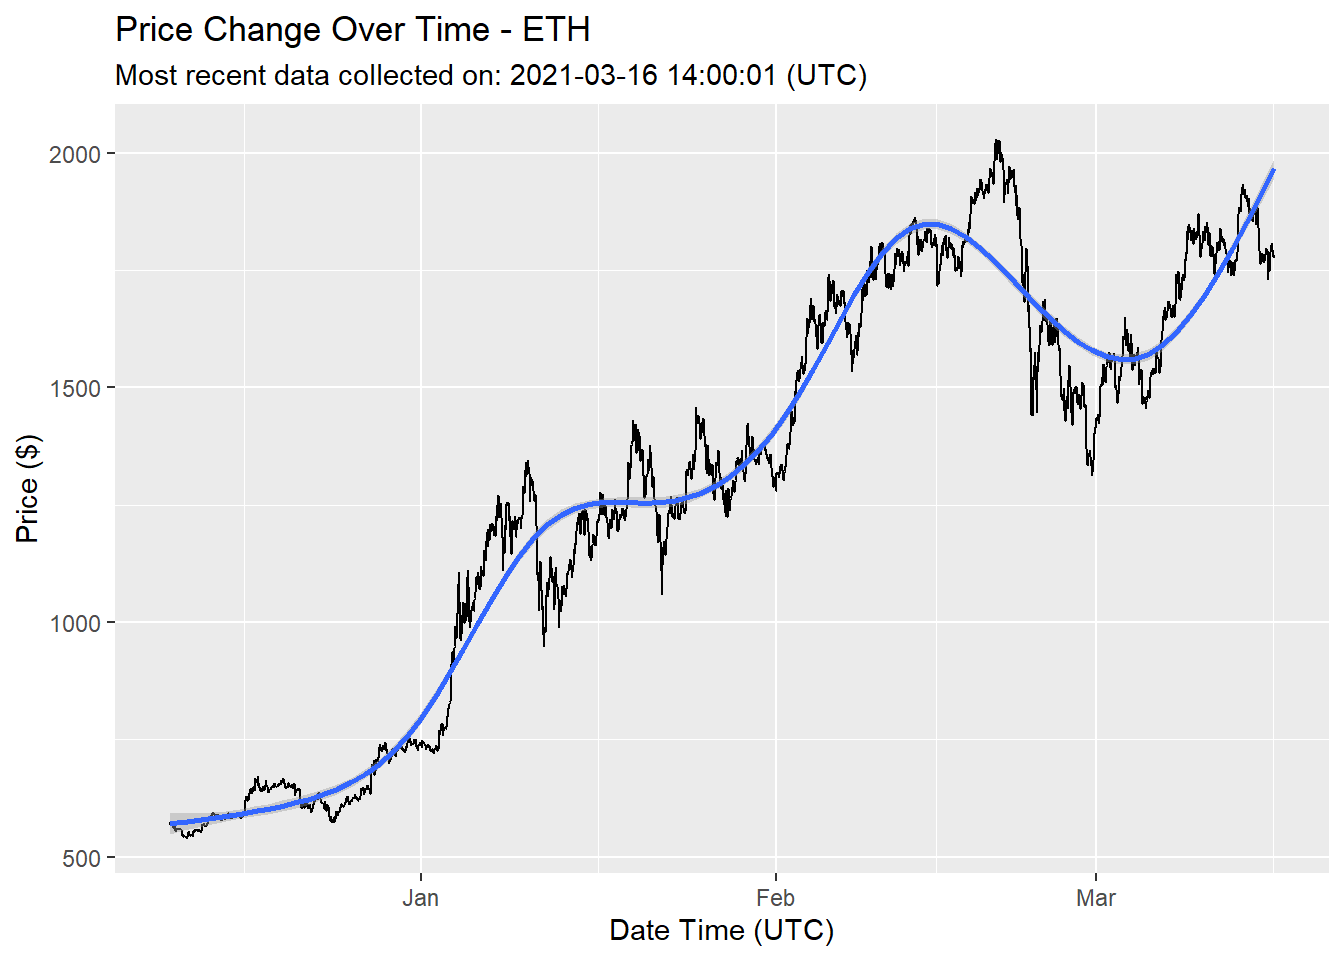 Price Change Over Time - ETH
Most recent data collected on: 2021-03-16 14:00:01 (UTC)
2000
1500
1000
500
Price ($)
Jan Feb Mar
Date Time (UTC)